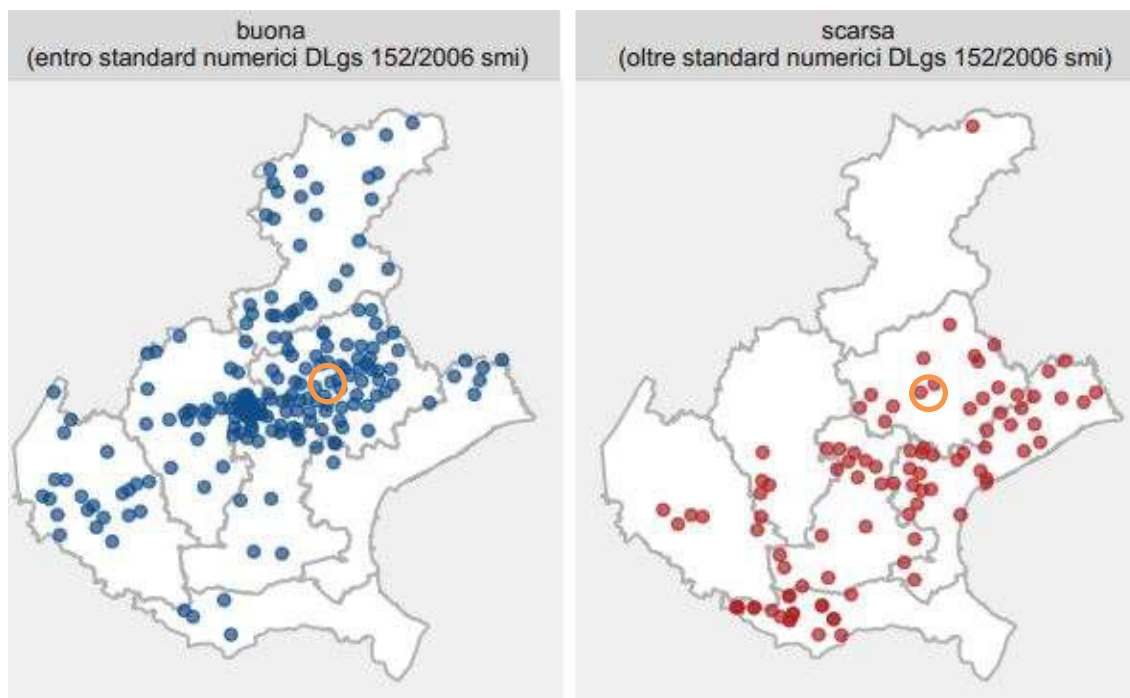 buona
(entro standard numerici DLgs 152/2006 smi)
scarsa
(oltre standard numerici DLgs 152/2006 smi)